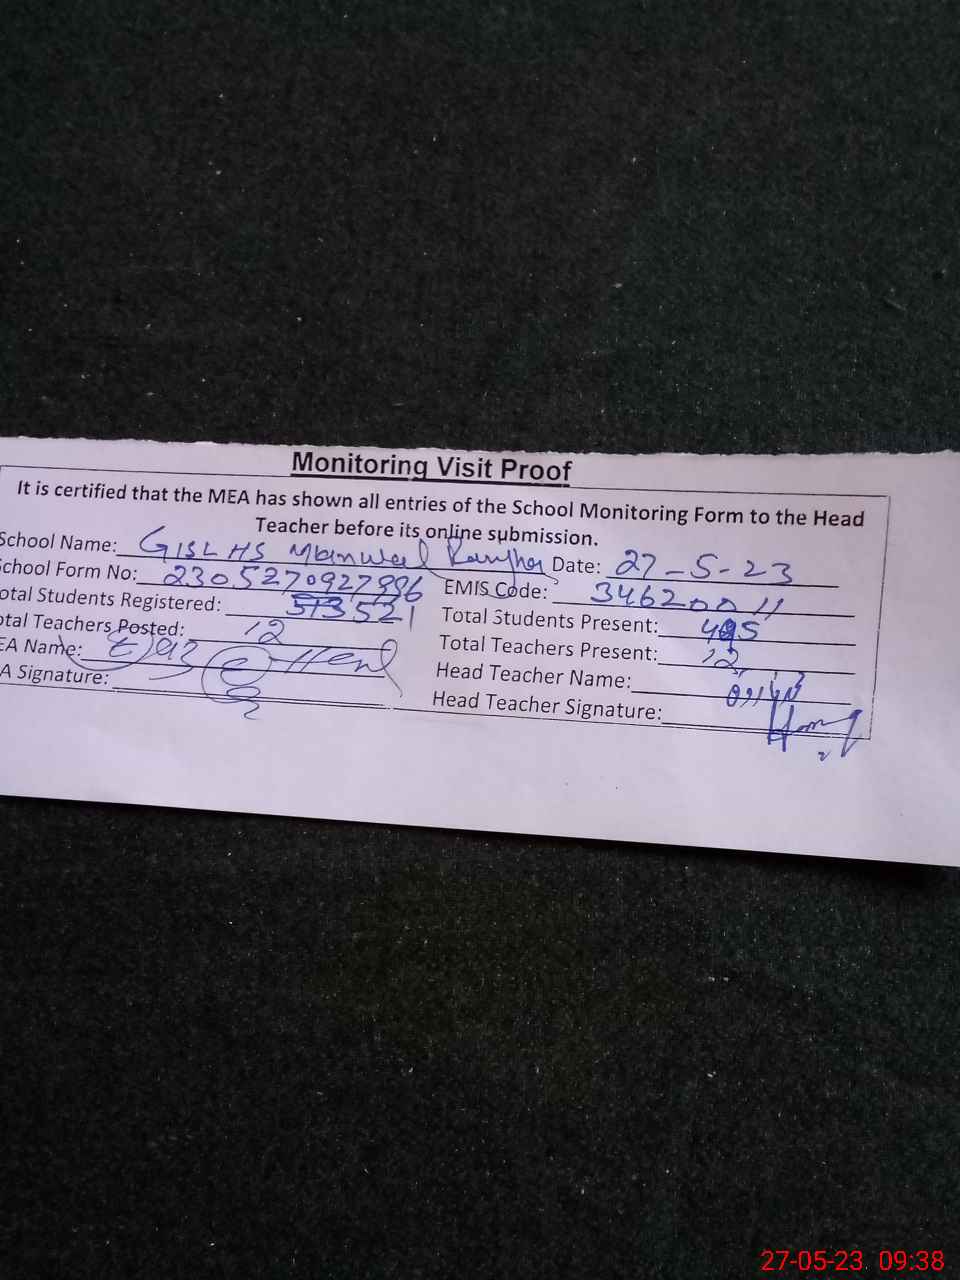 Monitoring Visit Proof
It is certified that the MEA has shown all entries of the School Monitoring Form to the Head
Teacher before its online submission.
School Name: Date: 27-5-23
School Form No: 230527092799 EMIS Code: 34620011
otal Students Registered: 513 521 Total Students Present: 495
otal Teachers Posted: 12 Total Teachers Present: 12
EA Name: Head Teacher Name:
A Signature: Head Teacher Signature:
27-05-23 09:38